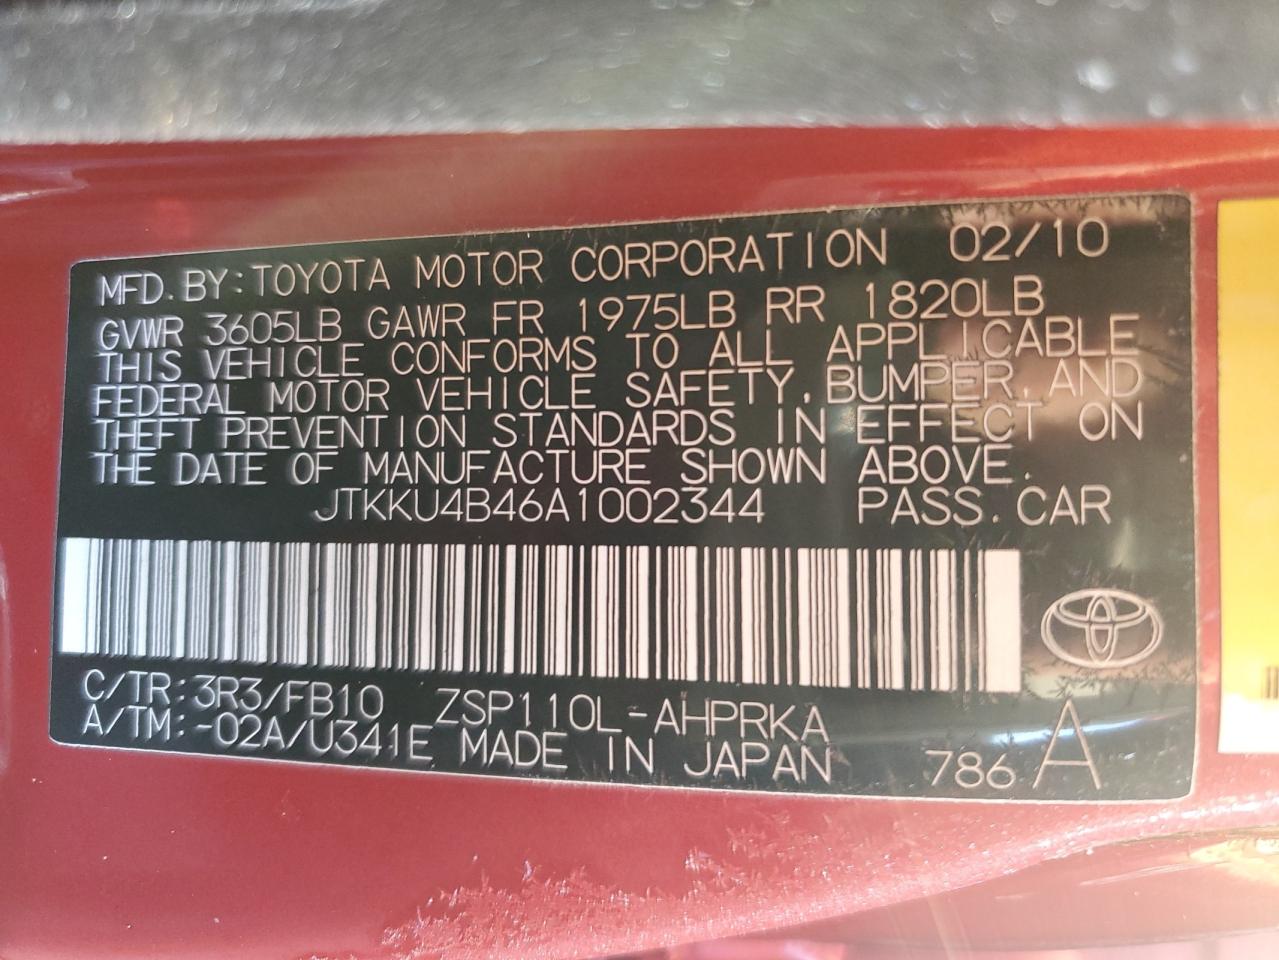 MFD. BY: TOYOTA MOTOR CORPORATION 02/10
GVWR 3605LB GAWR FR 1975LB RR 1820LB
THIS VEHICLE CONFORMS TO ALL APPLICABLE
FEDERAL MOTOR VEHICLE SAFETY, BUMPER, AND
THEFT PREVENTION STANDARDS IN EFFECT ON
THE DATE OF MANUFACTURE SHOWN ABOVE.
JTKKU4B46A1002344 PASS. CAR
C/TR: 3R3/FB10 ZSP110L-AHPRKA
A/TM: -02A/U341E MADE IN JAPAN 786 A